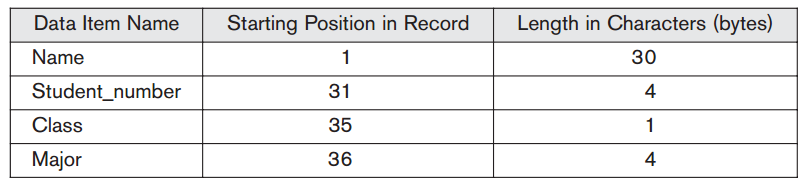 Data Item Name Starting Position in Record Length in Characters (bytes)
Name 1 30
Student_number 31 4
Class 35 1
Major 36 4